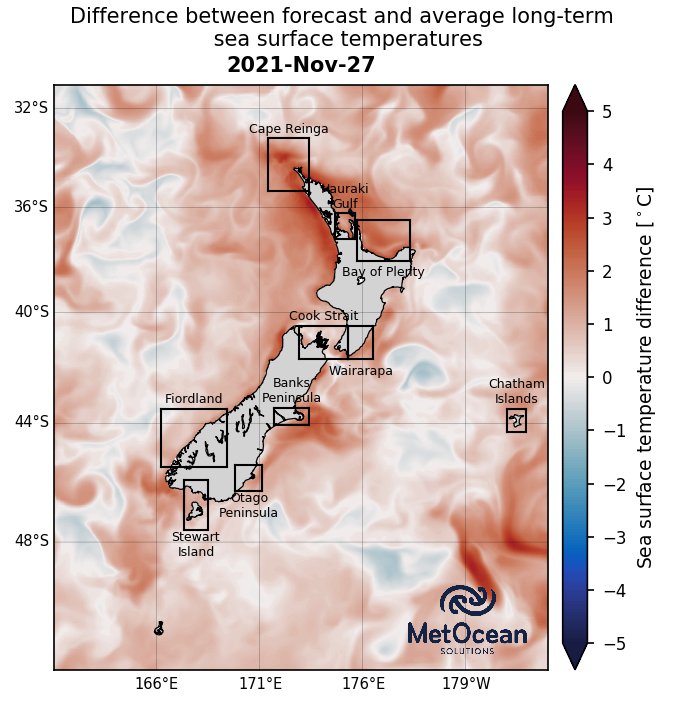 Difference between forecast and average long-term
sea surface temperatures
2021-Nov-27
32°S
36°S
40°S
44°S
48°S
166°E
171°E
176°E
179°W
Cape Reinga
Hauraki
Gulf
Bay of Plenty
Cook Strait
Wairarapa
Banks
Peninsula
Fiordland
Chatham
Islands
Otago
Peninsula
Stewart
Island
MetOcean
SOLUTIONS
5
4
3
2
1
0
−1
−2
−3
−4
−5
Sea surface temperature difference [°C]